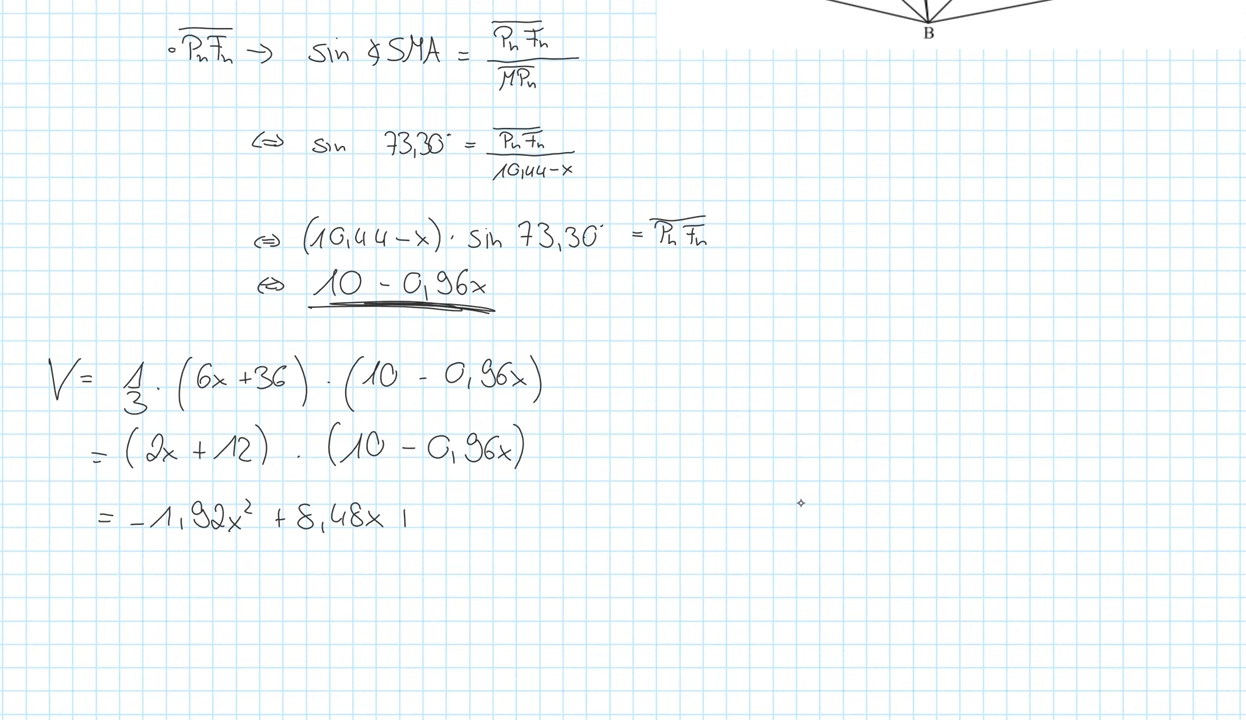 • P̅ₙF̅ₙ → sin ∢SMA = P̅ₙF̅ₙ / M̅P̅ₙ
B
⇔ sin 73,30° = P̅ₙF̅ₙ / 10,44-x
⇔ (10,44-x) · sin 73,30° = P̅ₙF̅ₙ
⇔ 10 - 0,96x
V = 1/3 · (6x+36) · (10 - 0,96x)
= (2x + 12) · (10 - 0,96x)
= -1,92x² + 8,48x